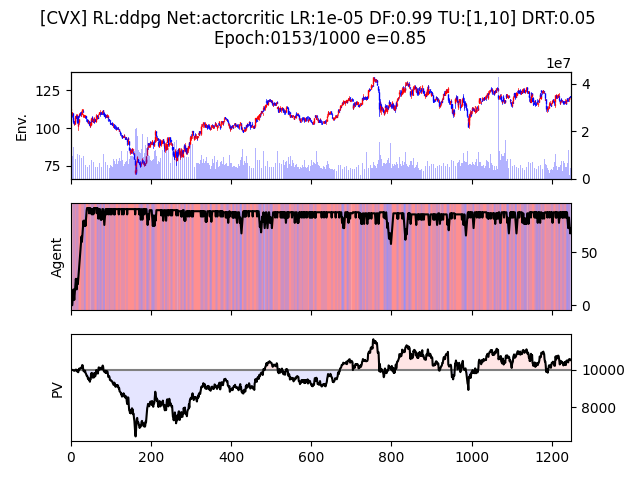 [CVX] RL:ddpg Net:actorcritic LR:1e-05 DF:0.99 TU:[1,10] DRT:0.05
Epoch:0153/1000 e=0.85
1e7
125
100
75
Env.
4
2
0
Agent
50
0
PV
10000
8000
0 200 400 600 800 1000 1200